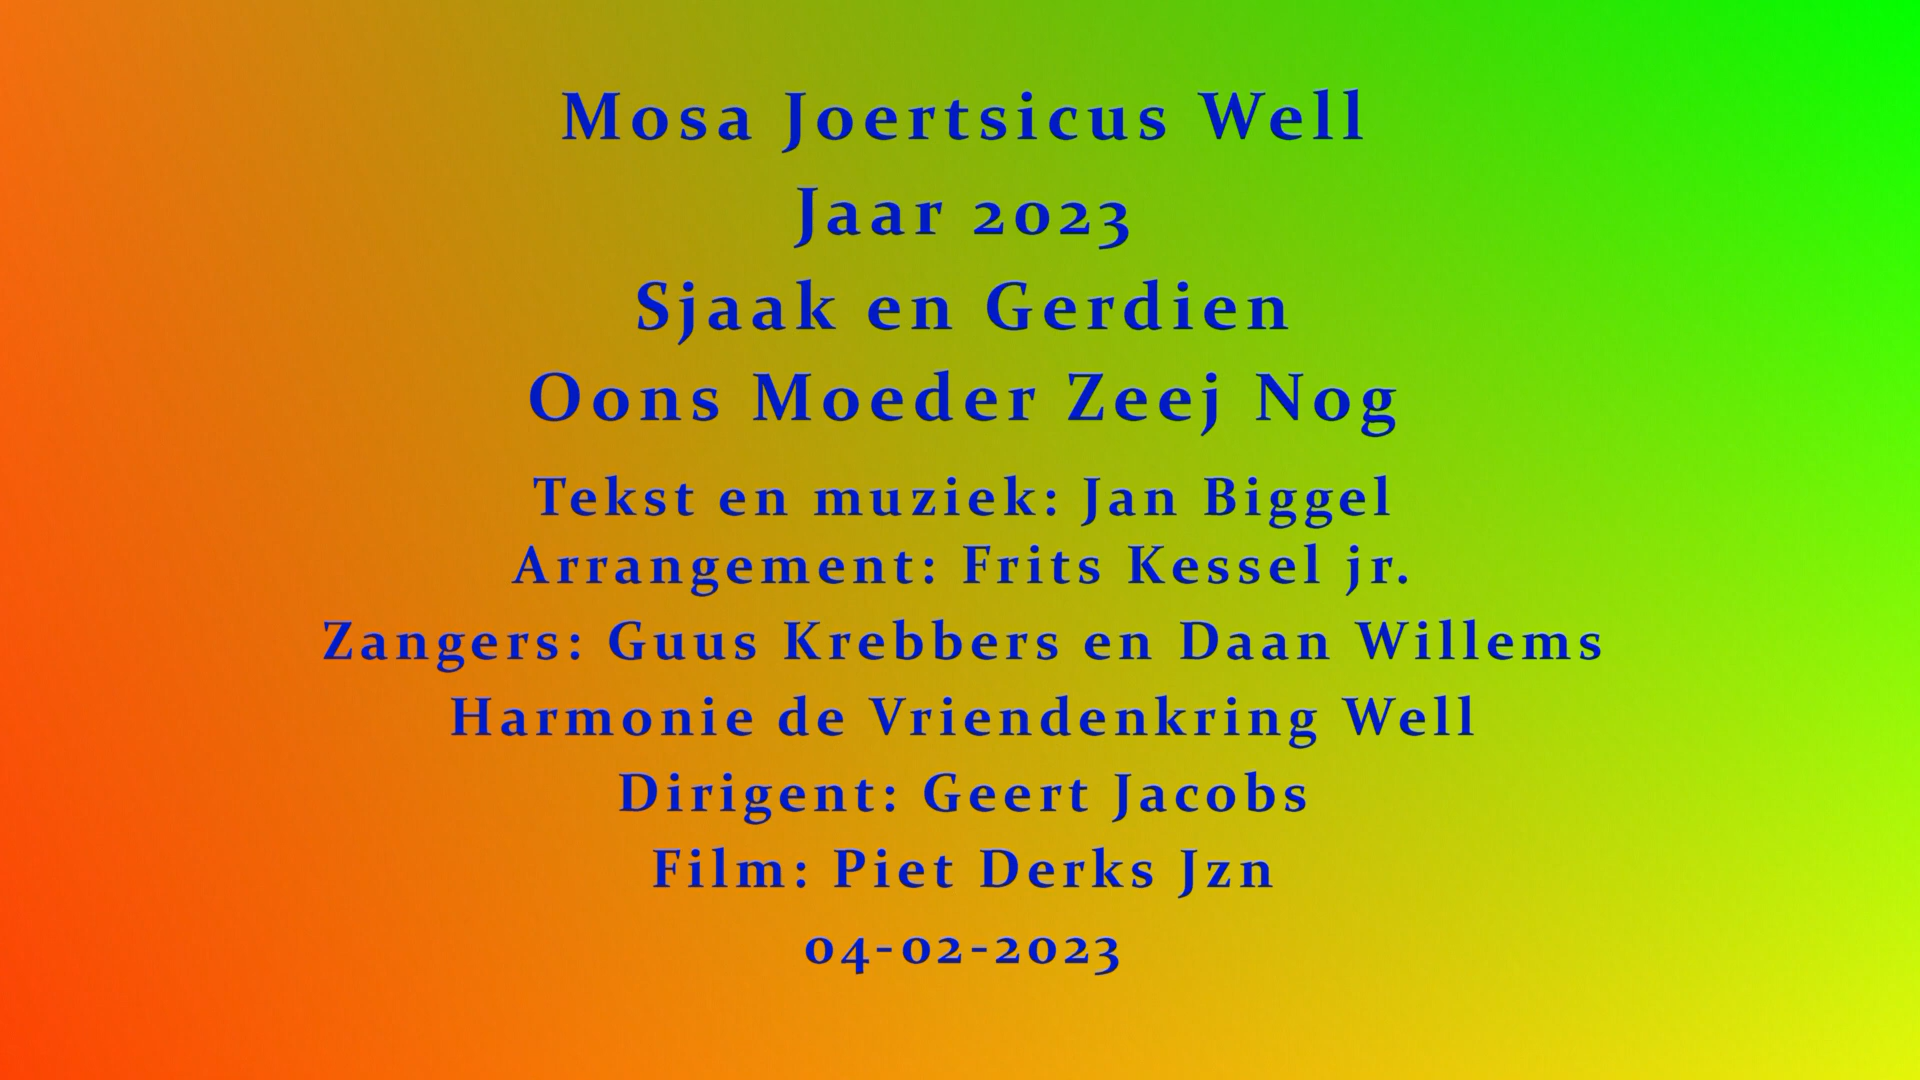 Mosa Joertsicus Well
Jaar 2023
Sjaak en Gerdien
Oons Moeder Zeej Nog
Tekst en muziek: Jan Biggel
Arrangement: Frits Kessel jr.
Zangers: Guus Krebbers en Daan Willems
Harmonie de Vriendenkring Well
Dirigent: Geert Jacobs
Film: Piet Derks Jzn
04-02-2023